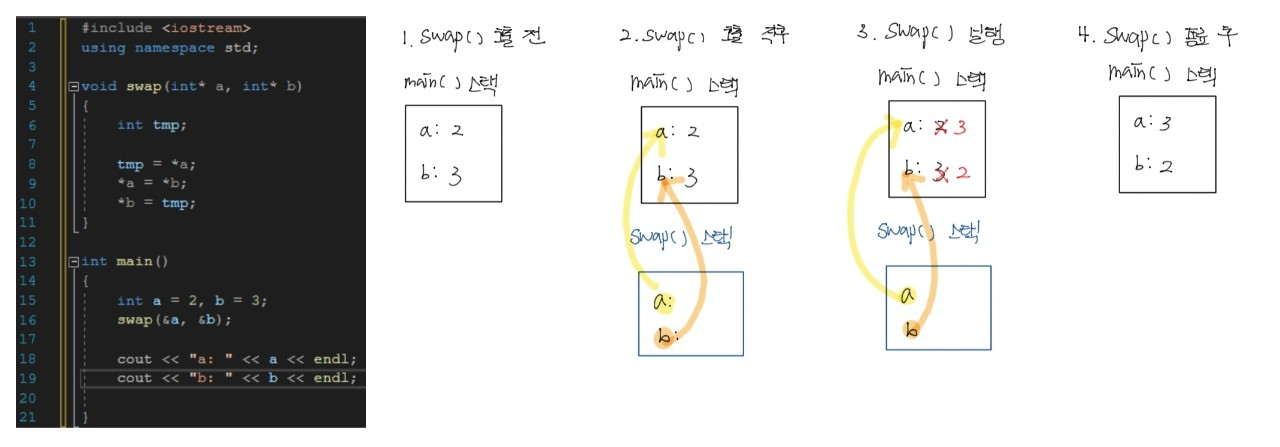 1 #include <iostream>
2 using namespace std;
3
4 void swap(int* a, int* b)
5 {
6 int tmp;
7
8 tmp = *a;
9 *a = *b;
10 *b = tmp;
11 }
12
13 int main()
14 {
15 int a = 2, b = 3;
16 swap(&a, &b);
17
18 cout << "a: " << a << endl;
19 cout << "b: " << b << endl;
20
21 }
1. swap() 호출 전
main() 스택
a: 2
b: 3
2. swap() 호출 직후
main() 스택
a: 2
b: 3
swap() 스택
a:
b:
3. swap() 실행
main() 스택
a: 2 3
b: 3 2
swap() 스택
a
b
4. swap() 종료 후
main() 스택
a: 3
b: 2